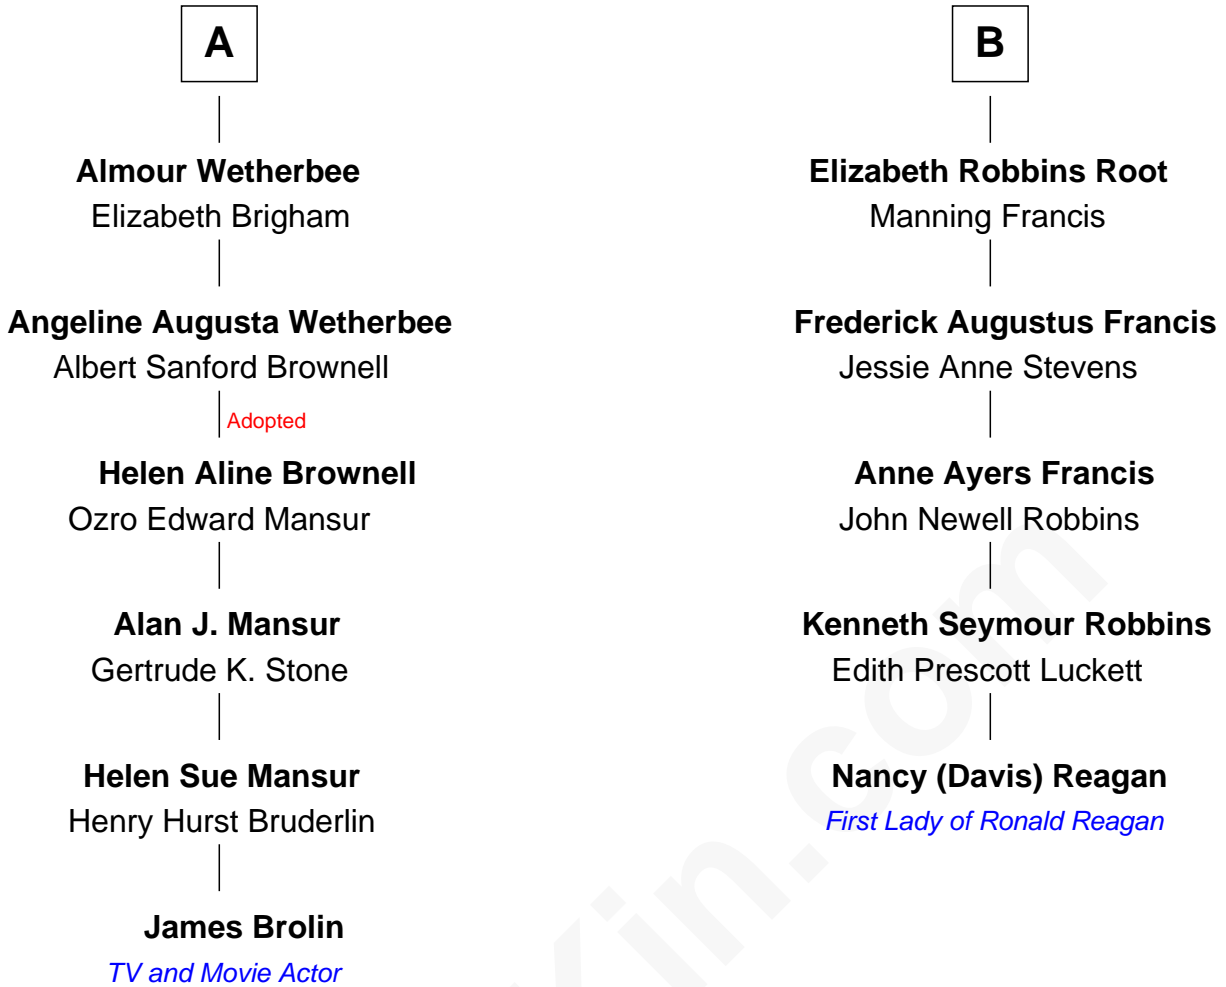 A
Almour Wetherbee
Elizabeth Brigham
Angeline Augusta Wetherbee
Albert Sanford Brownell
Adopted
Helen Aline Brownell
Ozro Edward Mansur
Alan J. Mansur
Gertrude K. Stone
Helen Sue Mansur
Henry Hurst Bruderlin
James Brolin
TV and Movie Actor
B
Elizabeth Robbins Root
Manning Francis
Frederick Augustus Francis
Jessie Anne Stevens
Anne Ayers Francis
John Newell Robbins
Kenneth Seymour Robbins
Edith Prescott Luckett
Nancy (Davis) Reagan
First Lady of Ronald Reagan
Kin.com